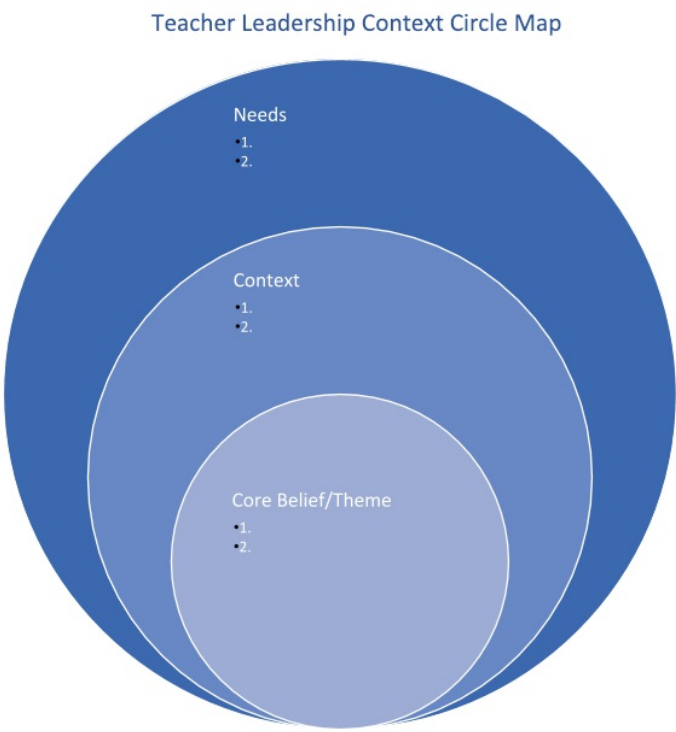 Teacher Leadership Context Circle Map
Needs
•1.
•2.
Context
•1.
•2.
Core Belief/Theme
•1.
•2.